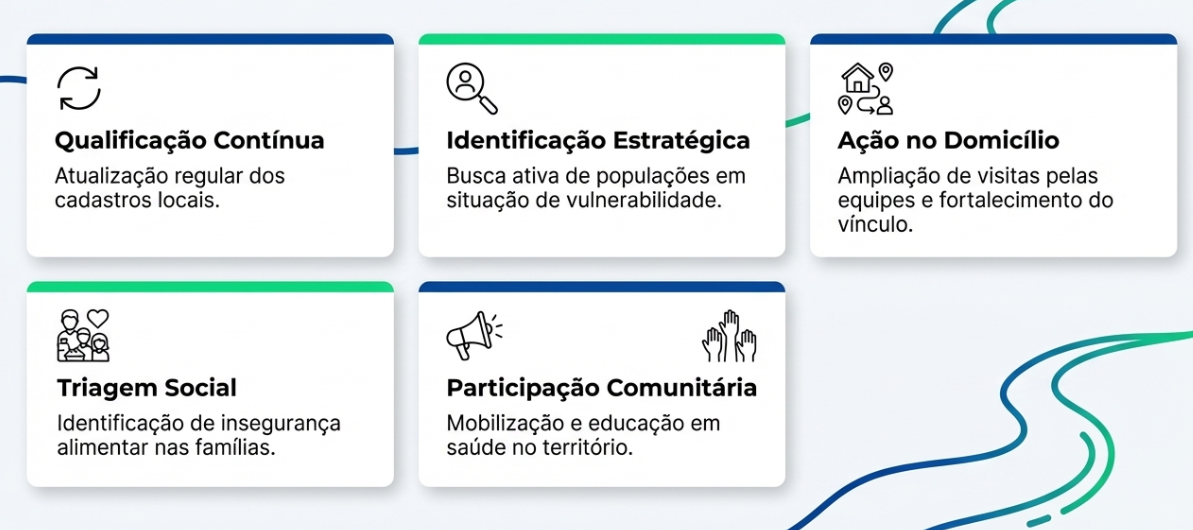 Qualificação Contínua
Atualização regular dos
cadastros locais.
Identificação Estratégica
Busca ativa de populações em
situação de vulnerabilidade.
Ação no Domicílio
Ampliação de visitas pelas
equipes e fortalecimento do
vínculo.
Triagem Social
Identificação de insegurança
alimentar nas famílias.
Participação Comunitária
Mobilização e educação em
saúde no território.